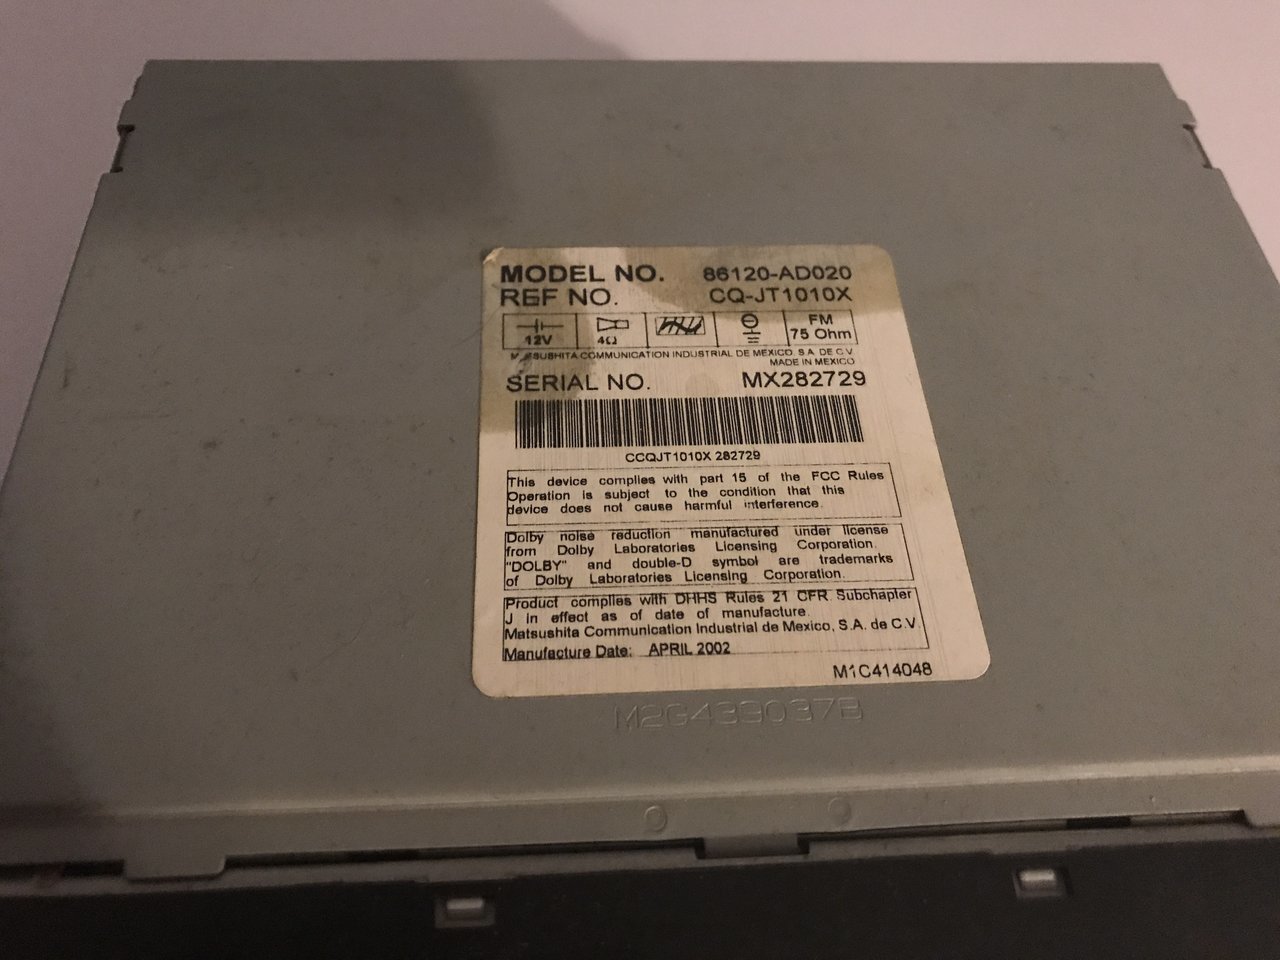 MODEL NO. 86120-AD020
REF NO. CQ-JT1010X
12V 4Ω FM 75 Ohm
MATSUSHITA COMMUNICATION INDUSTRIAL DE MEXICO, S.A. DE C.V
MADE IN MEXICO
SERIAL NO. MX282729
CCQJT1010X 282729
This device complies with part 15 of the FCC Rules
Operation is subject to the condition that this
device does not cause harmful interference.
Dolby noise reduction manufactured under license
from Dolby Laboratories Licensing Corporation.
"DOLBY" and double-D symbol are trademarks
of Dolby Laboratories Licensing Corporation.
Product complies with DHHS Rules 21 CFR Subchapter
J in effect as of date of manufacture.
Matsushita Communication Industrial de Mexico, S.A. de C.V.
Manufacture Date: APRIL 2002
M1C414048
M2G439037B